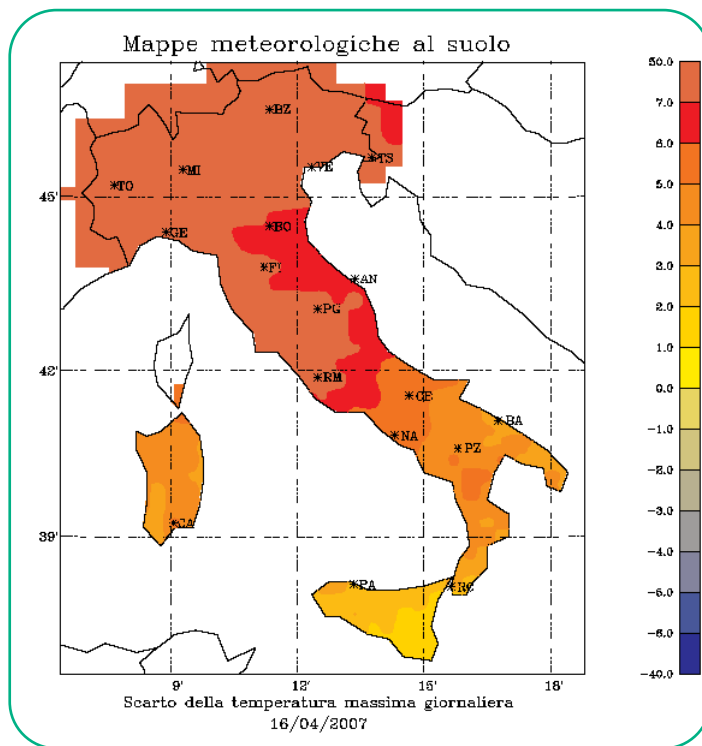 Mappe meteorologiche al suolo
50.0
7.0
6.0
5.0
4.0
3.0
2.0
1.0
0.0
-1.0
-2.0
-3.0
-4.0
-5.0
-6.0
-40.0
BZ
TS
VE
MI
TO
45'
BO
GE
FI
AN
PG
42'
RM
CB
BA
NA
PZ
CA
39'
PA
RC
9' 12' 15' 18'
Scarto della temperatura massima giornaliera
16/04/2007